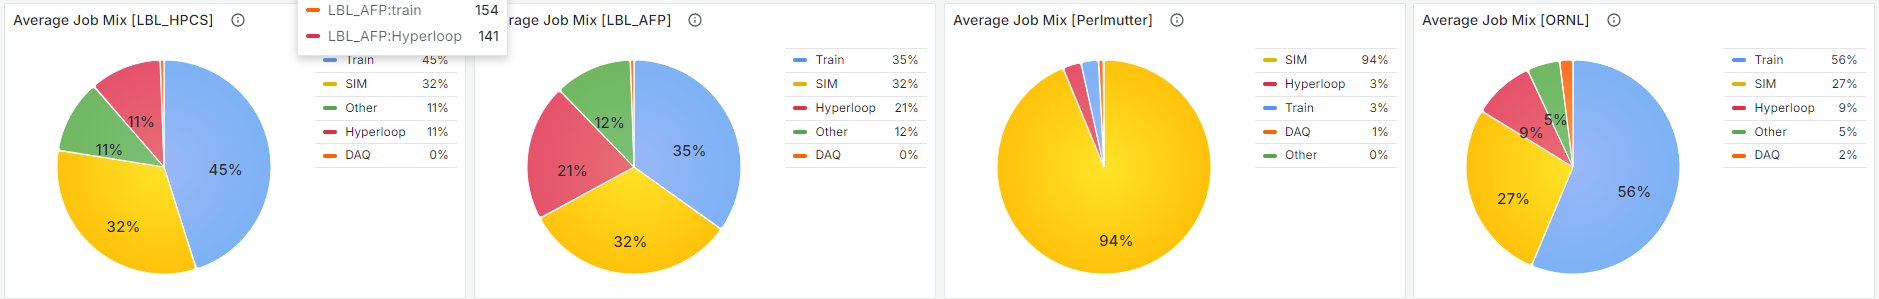 LBL_AFP:train 154
LBL_AFP:Hyperloop 141
Average Job Mix [LBL_HPCS]
Train 45%
SIM 32%
Other 11%
Hyperloop 11%
DAQ 0%
45%
32%
11%
11%
rage Job Mix [LBL_AFP]
Train 35%
SIM 32%
Hyperloop 21%
Other 12%
DAQ 0%
35%
32%
21%
12%
Average Job Mix [Perlmutter]
SIM 94%
Hyperloop 3%
Train 3%
DAQ 1%
Other 0%
94%
Average Job Mix [ORNL]
Train 56%
SIM 27%
Hyperloop 9%
Other 5%
DAQ 2%
56%
27%
9%
5%